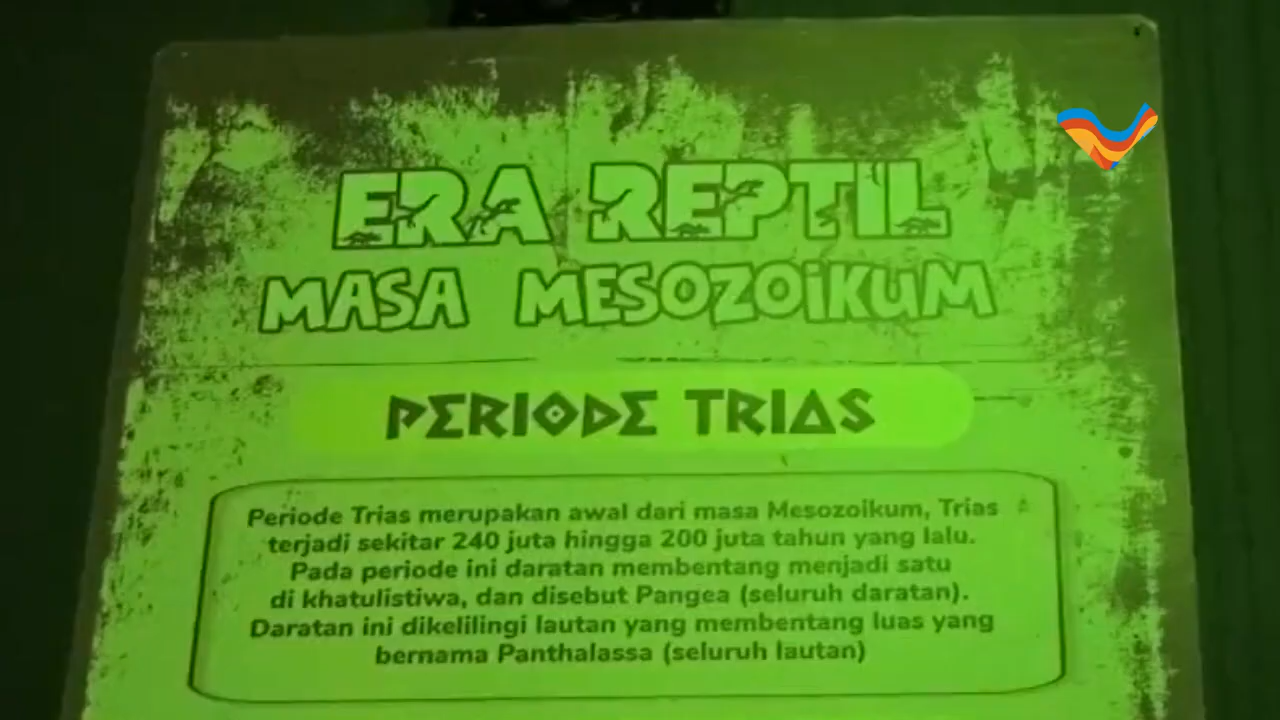 ERA REPTIL
MASA MESOZOiKUM
PERIODE TRIAS
Periode Trias merupakan awal dari masa Mesozoikum, Trias
terjadi sekitar 240 juta hingga 200 juta tahun yang lalu.
Pada periode ini daratan membentang menjadi satu
di khatulistiwa, dan disebut Pangea (seluruh daratan).
Daratan ini dikelilingi lautan yang membentang luas yang
bernama Panthalassa (seluruh lautan)